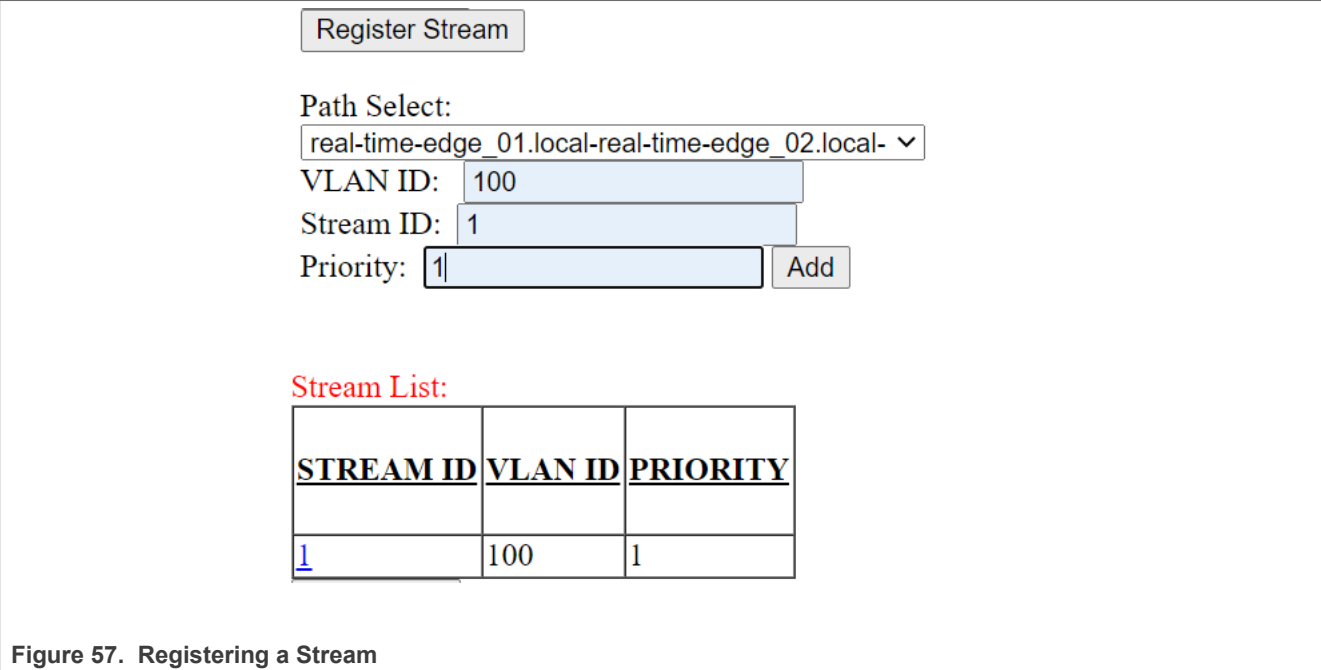 Register Stream
Path Select:
real-time-edge_01.local-real-time-edge_02.local-
VLAN ID: 100
Stream ID: 1
Priority: 1 Add
Stream List:
STREAM ID VLAN ID PRIORITY
1 100 1
Figure 57. Registering a Stream